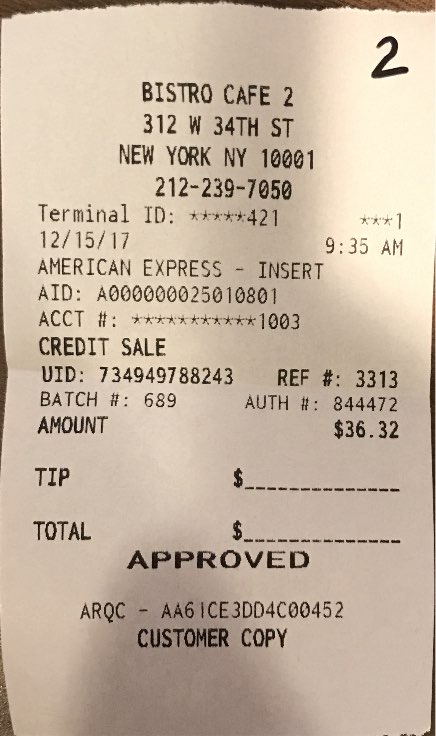 2
BISTRO CAFE 2
312 W 34TH ST
NEW YORK NY 10001
212-239-7050
Terminal ID: *****421 ***1
12/15/17 9:35 AM
AMERICAN EXPRESS - INSERT
AID: A000000025010801
ACCT #: ***********1003
CREDIT SALE
UID: 734949788243 REF #: 3313
BATCH #: 689 AUTH #: 844472
AMOUNT $36.32
TIP $______________
TOTAL $______________
APPROVED
ARQC - AA61CE3DD4C00452
CUSTOMER COPY